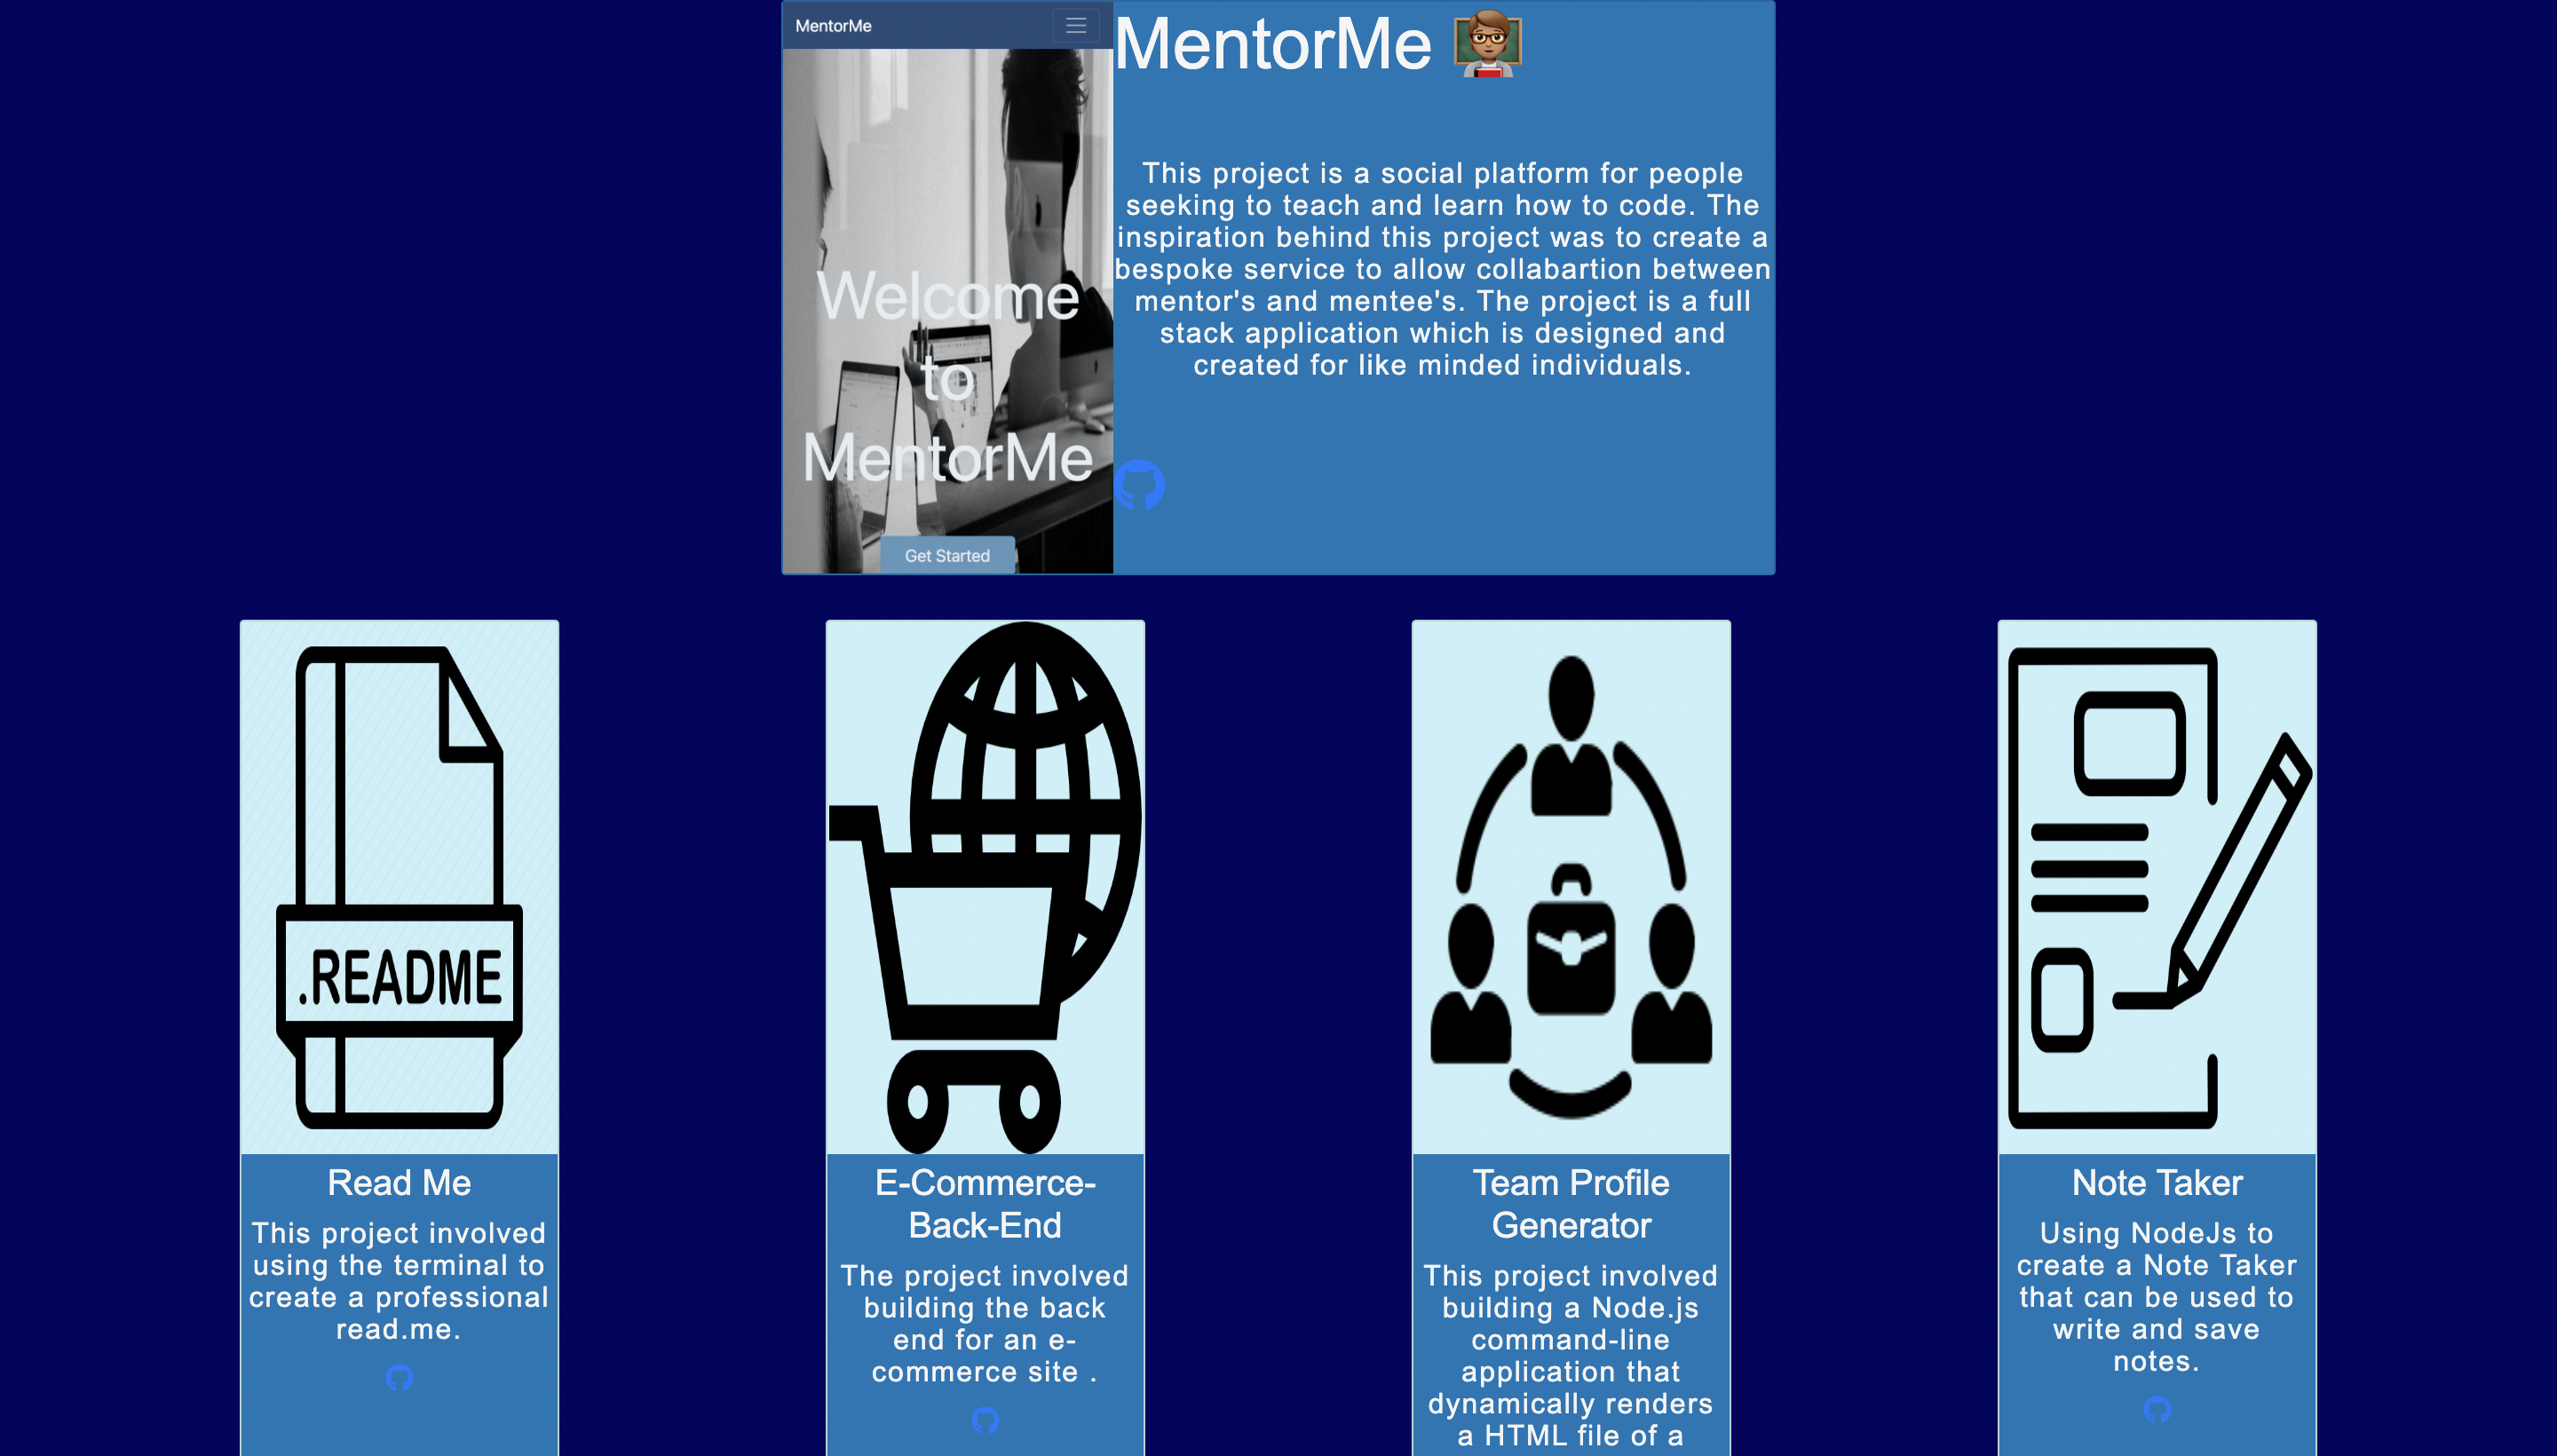 MentorMe
Welcome
to
MentorMe
Get Started
MentorMe
This project is a social platform for people
seeking to teach and learn how to code. The
inspiration behind this project was to create a
bespoke service to allow collabartion between
mentor's and mentee's. The project is a full
stack application which is designed and
created for like minded individuals.
.README
Read Me
This project involved
using the terminal to
create a professional
read.me.
E-Commerce-
Back-End
The project involved
building the back
end for an e-
commerce site .
Team Profile
Generator
This project involved
building a Node.js
command-line
application that
dynamically renders
a HTML file of a
Note Taker
Using NodeJs to
create a Note Taker
that can be used to
write and save
notes.